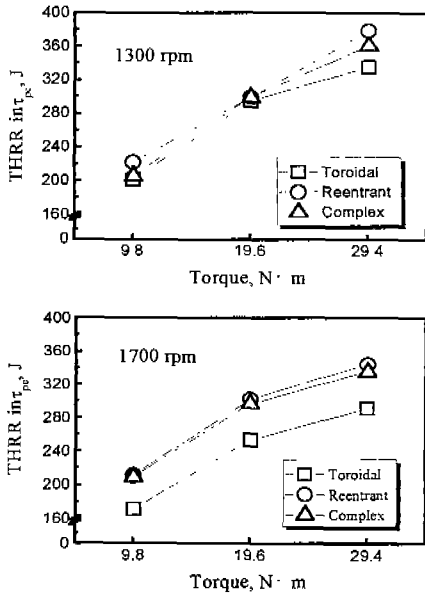 400
360
320
280
240
200
160
0
THRR in τpc, J
1300 rpm
Toroidal
Reentrant
Complex
9 8
19.6
29.4
Torque, N· m
400
360
320
280
240
200
160
0
THRR in τpc, J
1700 rpm
Toroidal
Reentrant
Complex
9.8
19.6
29.4
Torque, N· m